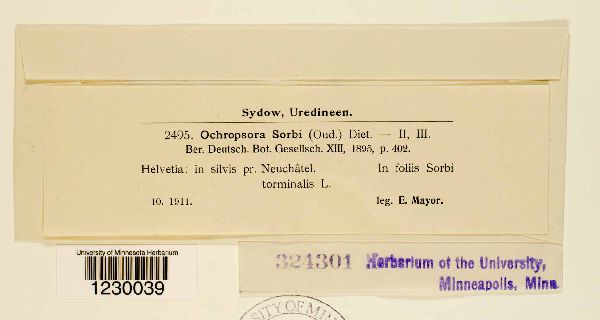 Sydow, Uredineen.
2495. Ochropsora Sorbi (Oud.) Diet. — II, III.
Ber. Deutsch. Bot. Gesellsch. XIII, 1895, p. 402.
Helvetia: in silvis pr. Neuchâtel. In foliis Sorbi
torminalis L.
10. 1911. leg. E. Mayor.
University of Minnesota Herbarium
1230039
324301 Herbarium of the University,
Minneapolis, Minn.